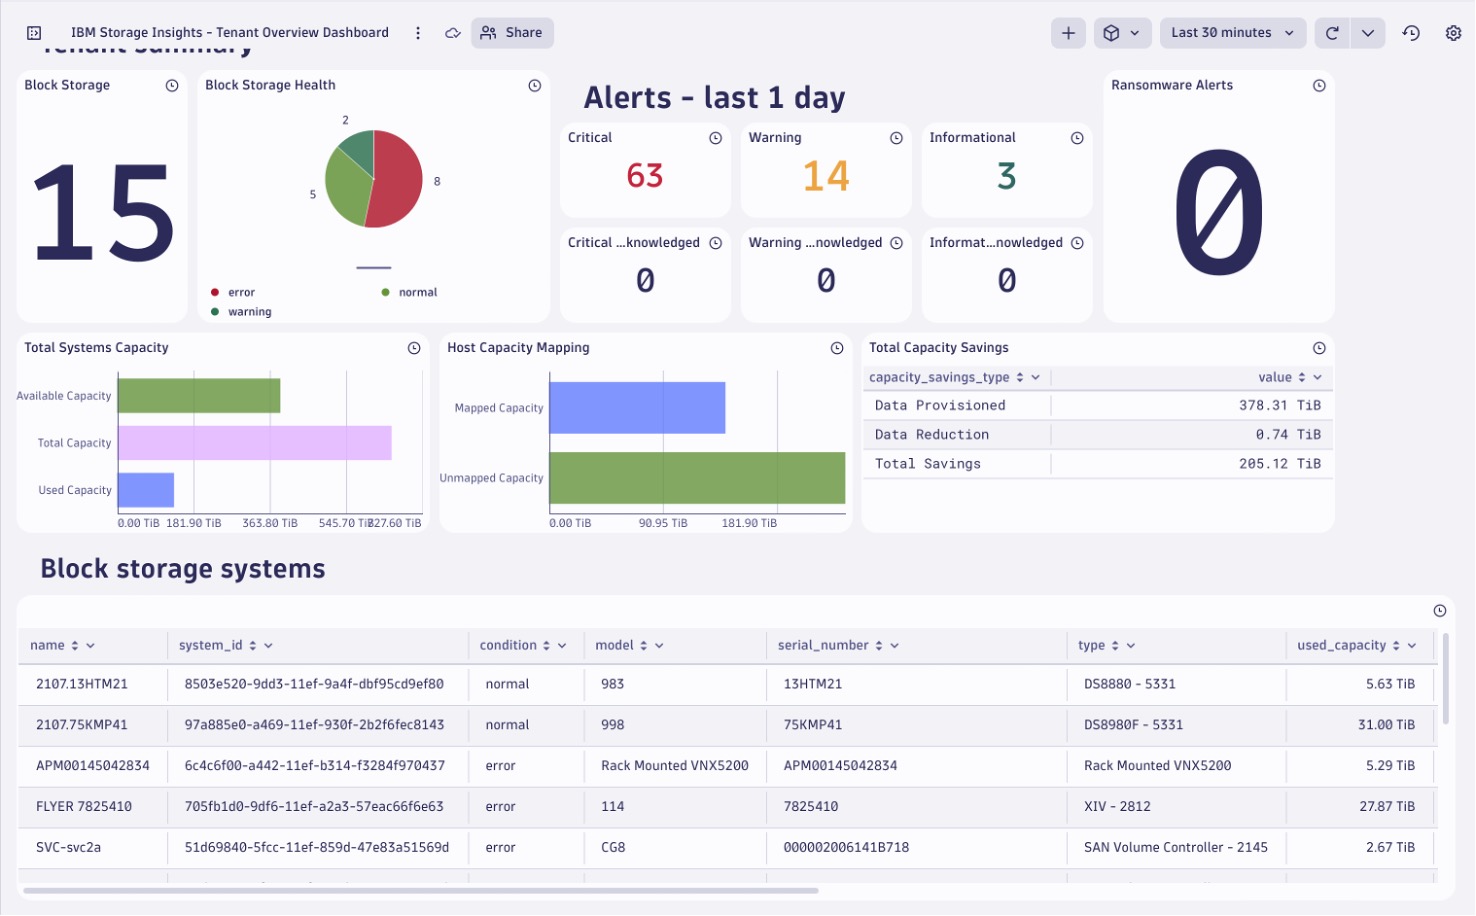 IBM Storage Insights - Tenant Overview Dashboard
Share
Last 30 minutes
Tenant Summary
Block Storage
15
Block Storage Health
2
8
5
error
normal
warning
Alerts - last 1 day
Critical
63
Warning
14
Informational
3
Critical ...knowledged
0
Warning ...nowledged
0
Informat...nowledged
0
Ransomware Alerts
0
Total Systems Capacity
Available Capacity
Total Capacity
Used Capacity
0.00 TiB 181.90 TiB 363.80 TiB 545.70 TiB 827.60 TiB
Host Capacity Mapping
Mapped Capacity
Unmapped Capacity
0.00 TiB 90.95 TiB 181.90 TiB
Total Capacity Savings
capacity_savings_type value
Data Provisioned 378.31 TiB
Data Reduction 0.74 TiB
Total Savings 205.12 TiB
Block storage systems
name system_id condition model serial_number type used_capacity
2107.13HTM21 8503e520-9dd3-11ef-9a4f-dbf95cd9ef80 normal 983 13HTM21 DS8880 - 5331 5.63 TiB
2107.75KMP41 97a885e0-a469-11ef-930f-2b2f6fec8143 normal 998 75KMP41 DS8980F - 5331 31.00 TiB
APM00145042834 6c4c6f00-a442-11ef-b314-f3284f970437 error Rack Mounted VNX5200 APM00145042834 Rack Mounted VNX5200 5.29 TiB
FLYER 7825410 705fb1d0-9df6-11ef-a2a3-57eac66f6e63 error 114 7825410 XIV - 2812 27.87 TiB
SVC-svc2a 51d69840-5fcc-11ef-859d-47e83a51569d error CG8 000002006141B718 SAN Volume Controller - 2145 2.67 TiB